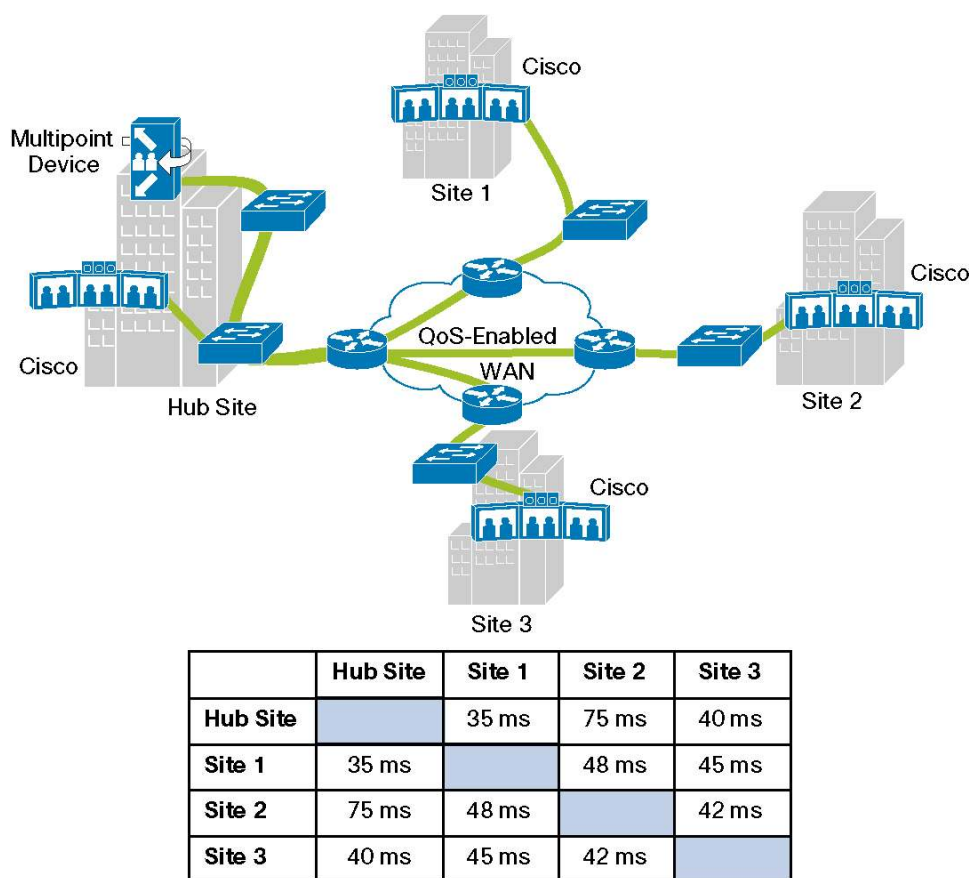 Cisco
Multipoint
Device
Site 1
Cisco
QoS-Enabled
WAN
Cisco
Hub Site
Site 2
Cisco
Site 3
Hub Site Site 1 Site 2 Site 3
Hub Site 35 ms 75 ms 40 ms
Site 1 35 ms 48 ms 45 ms
Site 2 75 ms 48 ms 42 ms
Site 3 40 ms 45 ms 42 ms